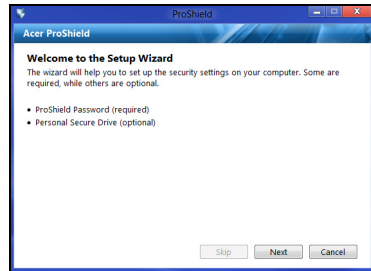 ProShield
Acer ProShield
Welcome to the Setup Wizard
The wizard will help you to set up the security settings on your computer. Some are
required, while others are optional.
• ProShield Password (required)
• Personal Secure Drive (optional)
Skip Next Cancel